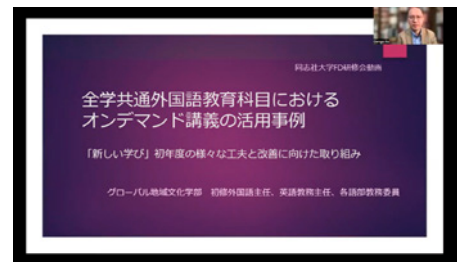 同志社大学FD研修会動画
全学共通外国語教育科目における
オンデマンド講義の活用事例
「新しい学び」初年度の様々な工夫と改善に向けた取り組み
グローバル地域文化学部　初修外国語主任、英語教務主任、各語部教務委員